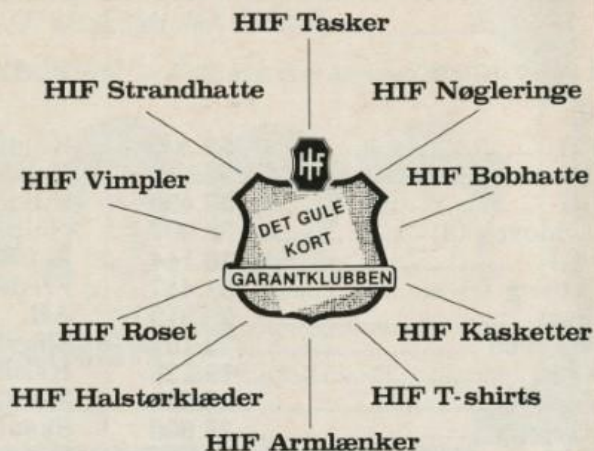 HIF Tasker
HIF Strandhatte
HIF Nøgleringe
HIF Vimpler
HIF Bobhatte
HIF
DET GULE
KORT
GARANTKLUBBEN
HIF Roset
HIF Kasketter
HIF Halstørklæder
HIF T-shirts
HIF Armlænker